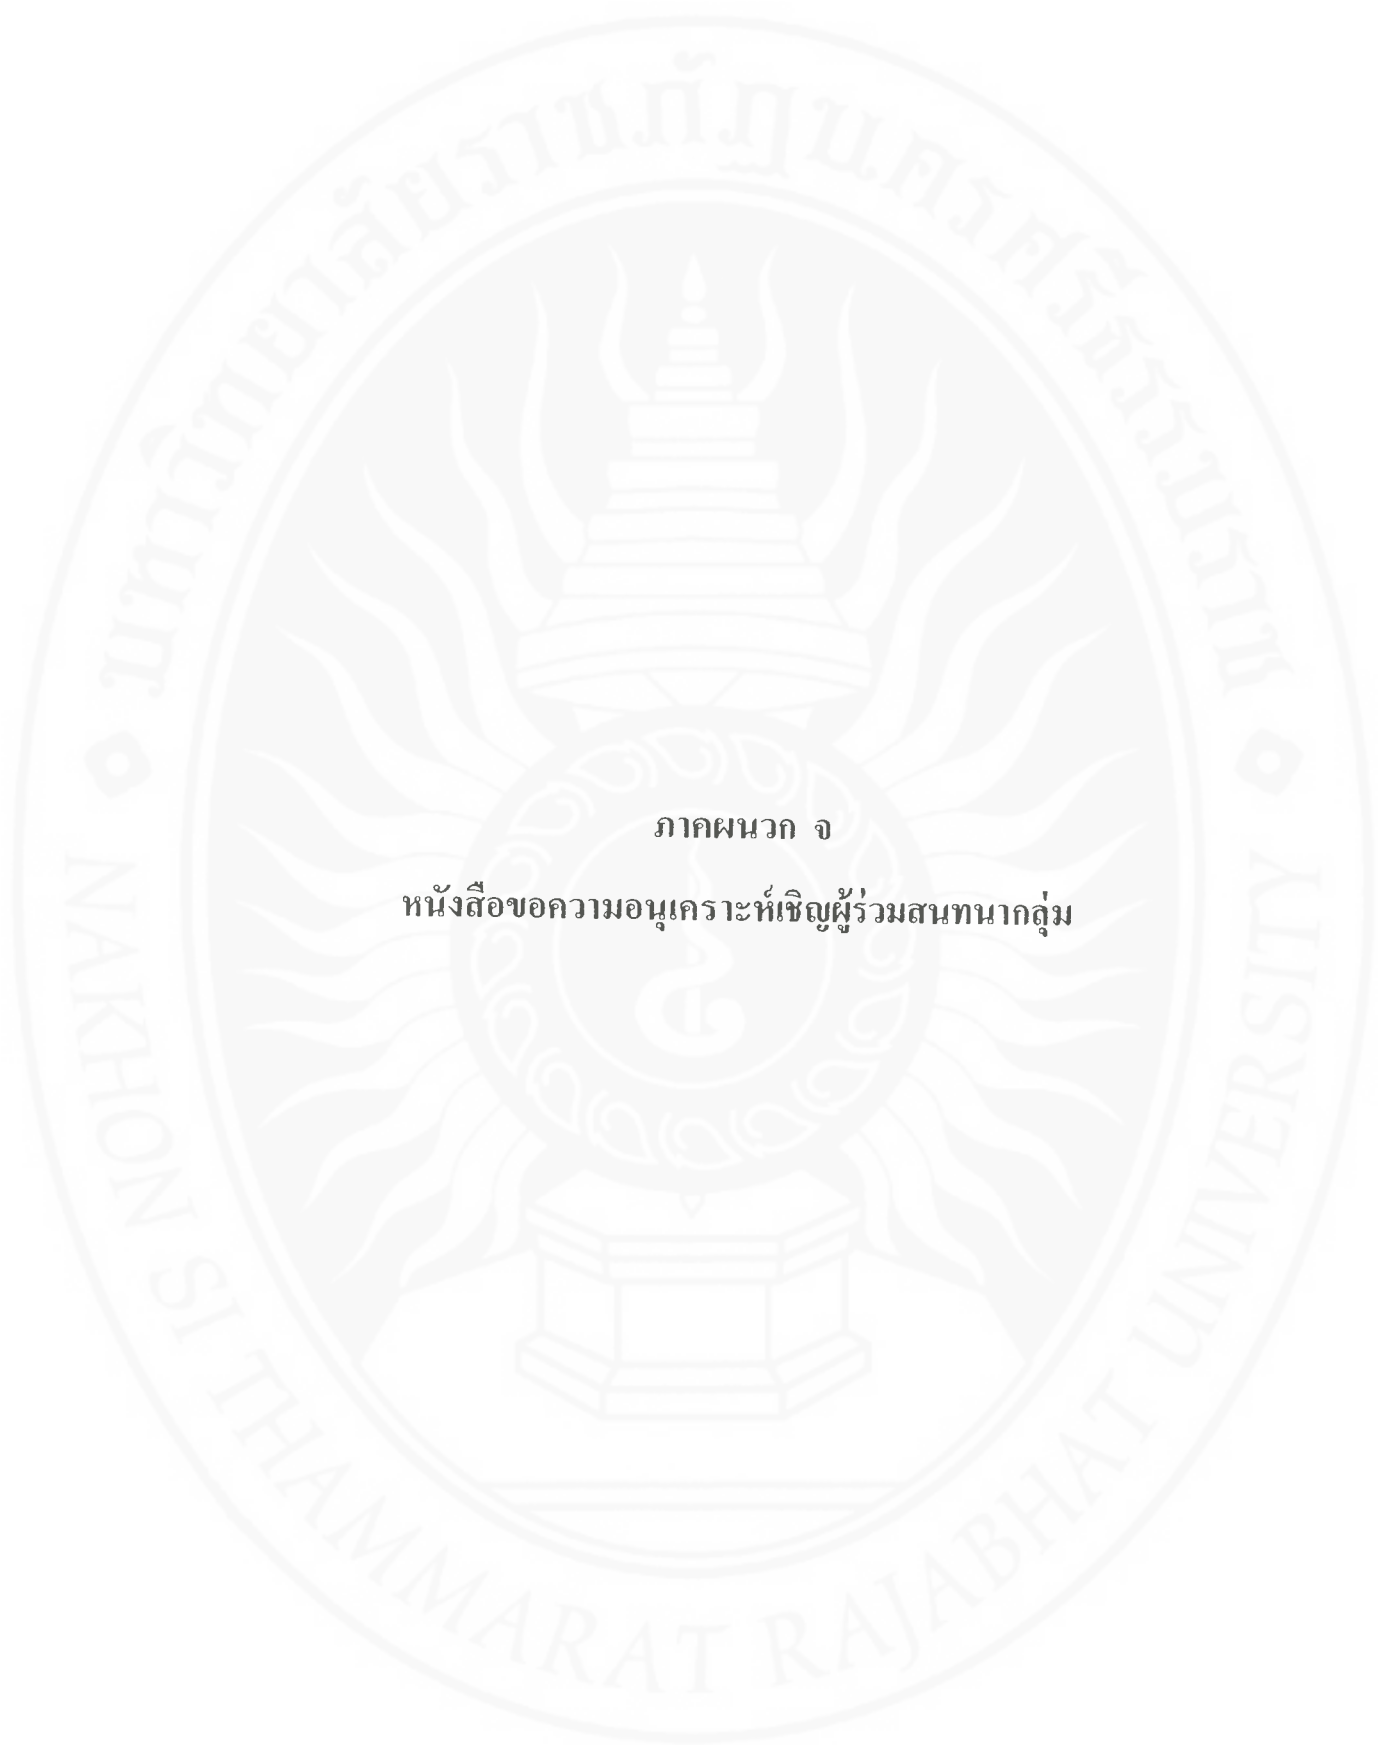 มหาวิทยาลัยราชภัฏนครศรีธรรมราช
ภาคผนวก จ
หนังสือขอความอนุเคราะห์เชิญผู้ร่วมสนทนากลุ่ม
NAKHON SI THAMMARAT RAJABHAT UNIVERSITY